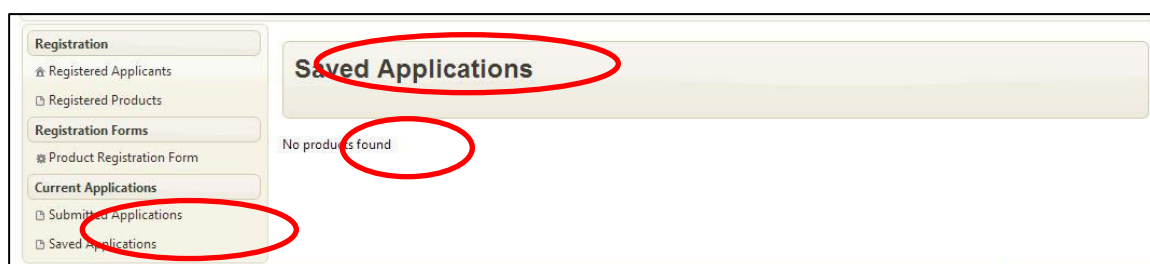 Registration
Registered Applicants
Registered Products
Registration Forms
Product Registration Form
Current Applications
Submitted Applications
Saved Applications
Saved Applications
No products found